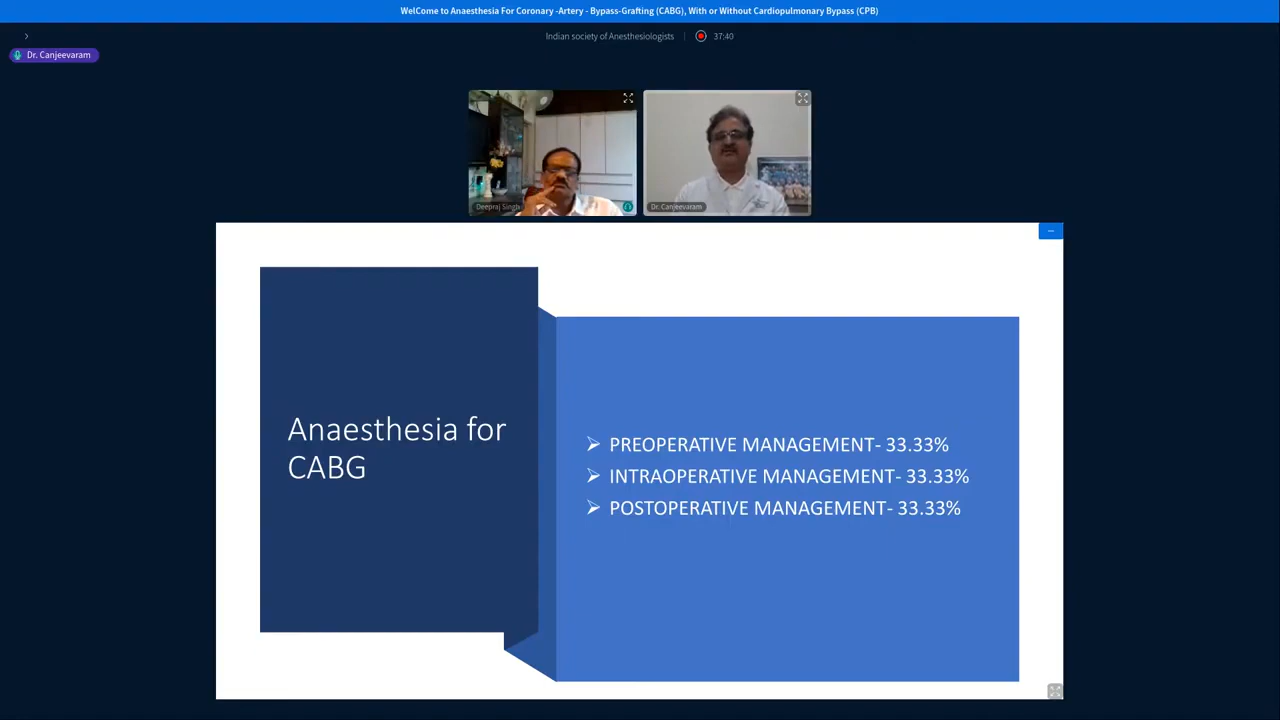 WelCome to Anaesthesia For Coronary -Artery - Bypass-Grafting (CABG), With or Without Cardiopulmonary Bypass (CPB)
Indian society of Anesthesiologists
37:40
Dr. Canjeevaram
Deepraj Singh
Dr. Canjeevaram
Anaesthesia for
CABG
PREOPERATIVE MANAGEMENT- 33.33%
INTRAOPERATIVE MANAGEMENT- 33.33%
POSTOPERATIVE MANAGEMENT- 33.33%